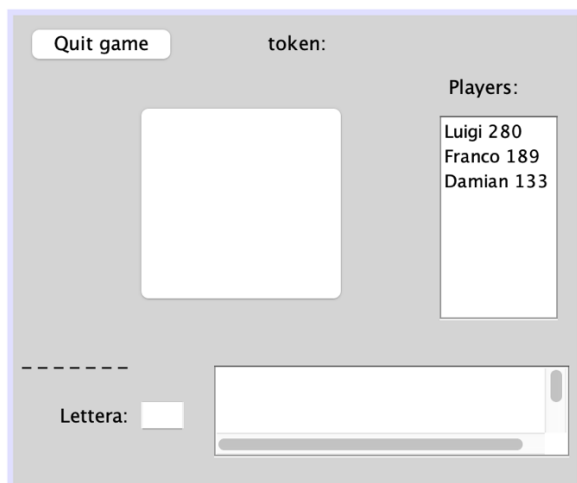 Quit game
token:
Players:
Luigi 280
Franco 189
Damian 133
_ _ _ _ _ _ _
Lettera: